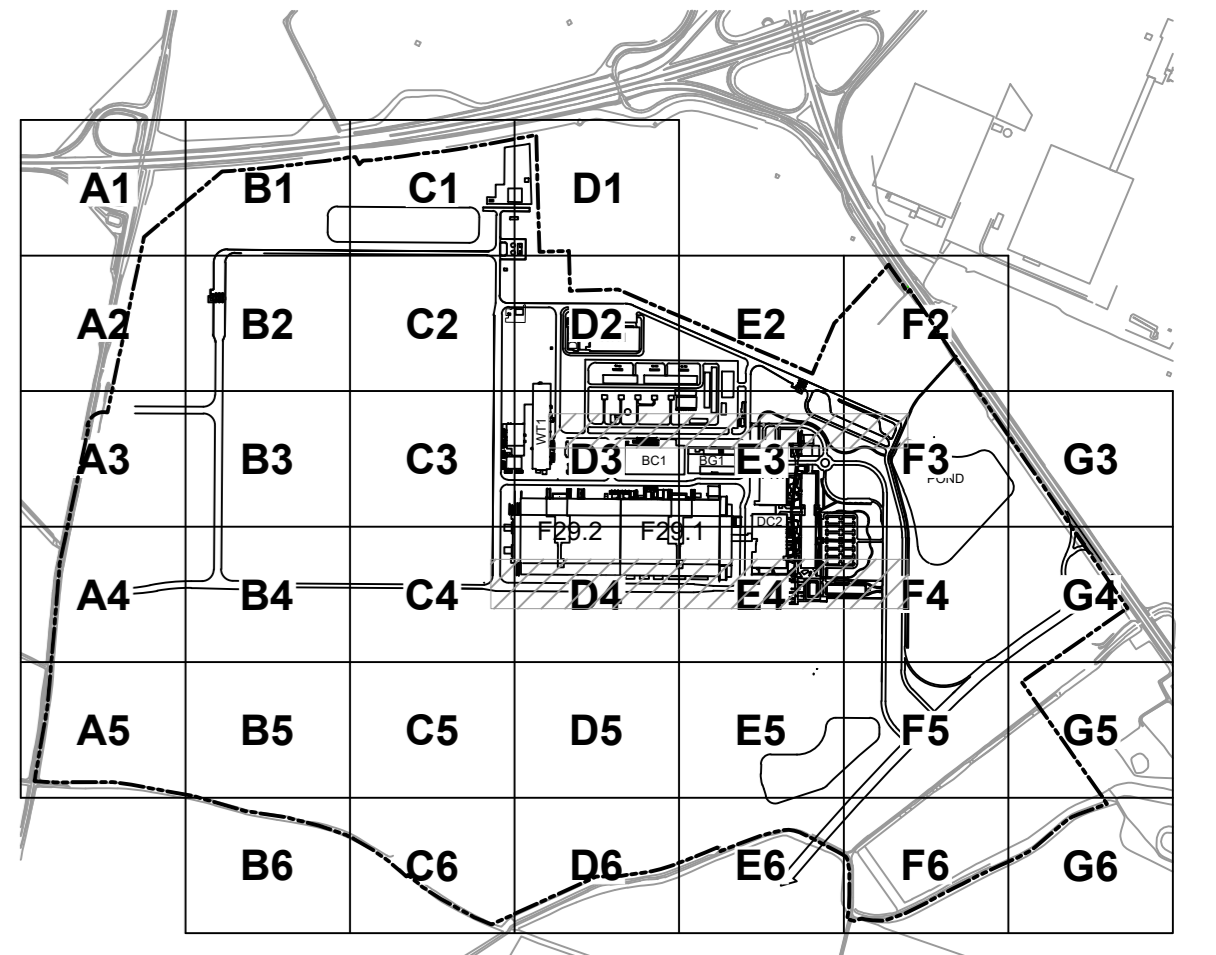 A1 B1 C1 D1
A2 B2 C2 D2 E2 F2
A3 B3 C3 WT1 D3 BC1 BG1 E3 F3 G3
POND
F29.2 F29.1 DC2
A4 B4 C4 D4 E4 F4 G4
A5 B5 C5 D5 E5 F5 G5
B6 C6 D6 E6 F6 G6